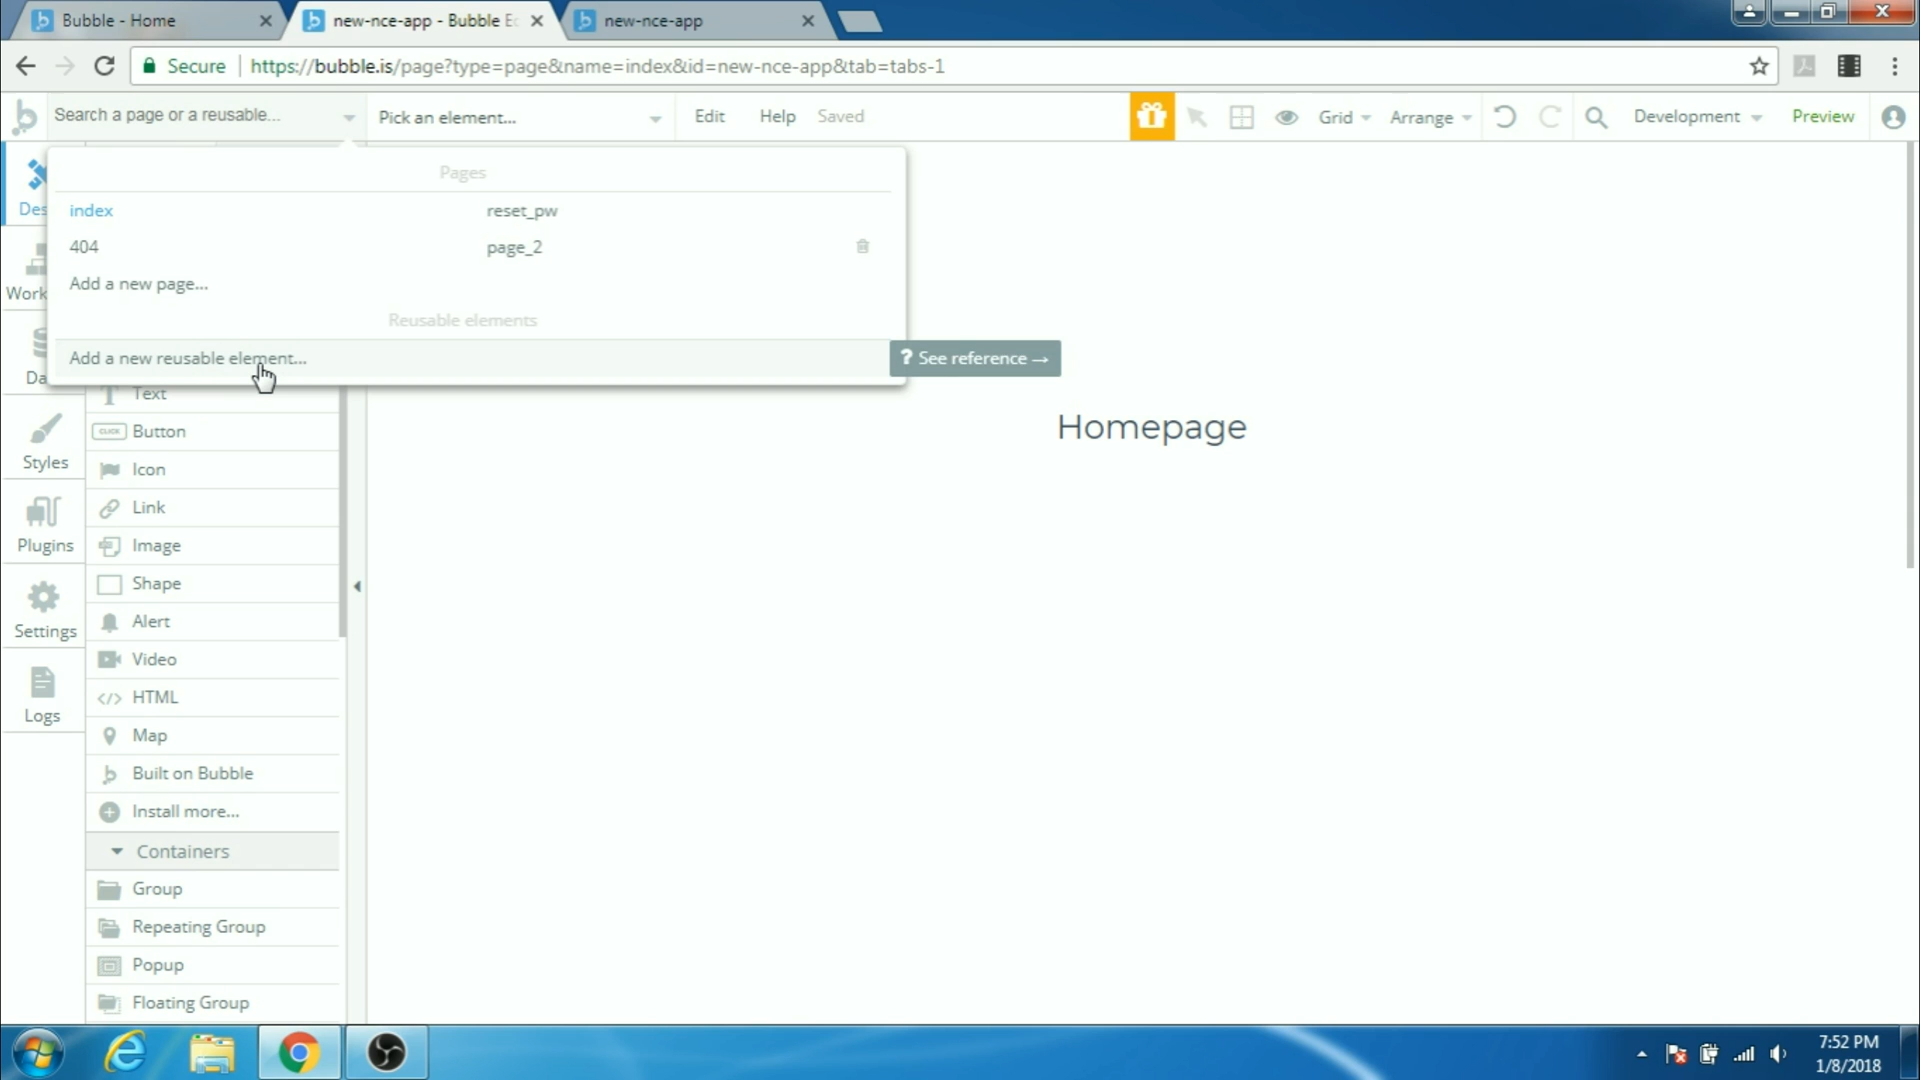 Bubble - Home
new-nce-app - Bubble Ec
new-nce-app
Secure
https://bubble.is/page?type=page&name=index&id=new-nce-app&tab=tabs-1
Search a page or a reusable...
Pick an element...
Edit
Help
Saved
Grid
Arrange
Development
Preview
Pages
index
reset_pw
404
page_2
Add a new page...
Reusable elements
Add a new reusable element...
? See reference →
Des
Work
Da
Styles
Plugins
Settings
Logs
Text
CLICK Button
Icon
Link
Image
Shape
Alert
Video
</> HTML
Map
Built on Bubble
Install more...
Containers
Group
Repeating Group
Popup
Floating Group
Homepage
7:52 PM
1/8/2018